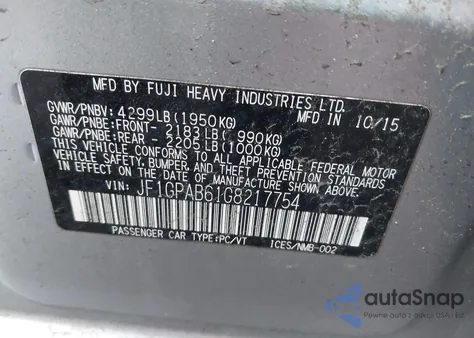 MFD BY FUJI HEAVY INDUSTRIES LTD.
GVWR/PNBV: 4299LB (1950KG) MFD IN 10/15
GAWR/PNBE: FRONT- 2183LB ( 990KG)
GAWR/PNBE: REAR - 2205LB (1000KG)
THIS VEHICLE CONFORMS TO ALL APPLICABLE
FEDERAL MOTOR VEHICLE SAFETY, BUMPER,
AND THEFT PREVENTION STANDARDS
IN EFFECT ON THE DATE OF
MANUFACTURE SHOWN ABOVE.
VIN: JF1GPAB61G8217754
PASSENGER CAR TYPE:PC/VT ICES/NMB-002
autoSnap